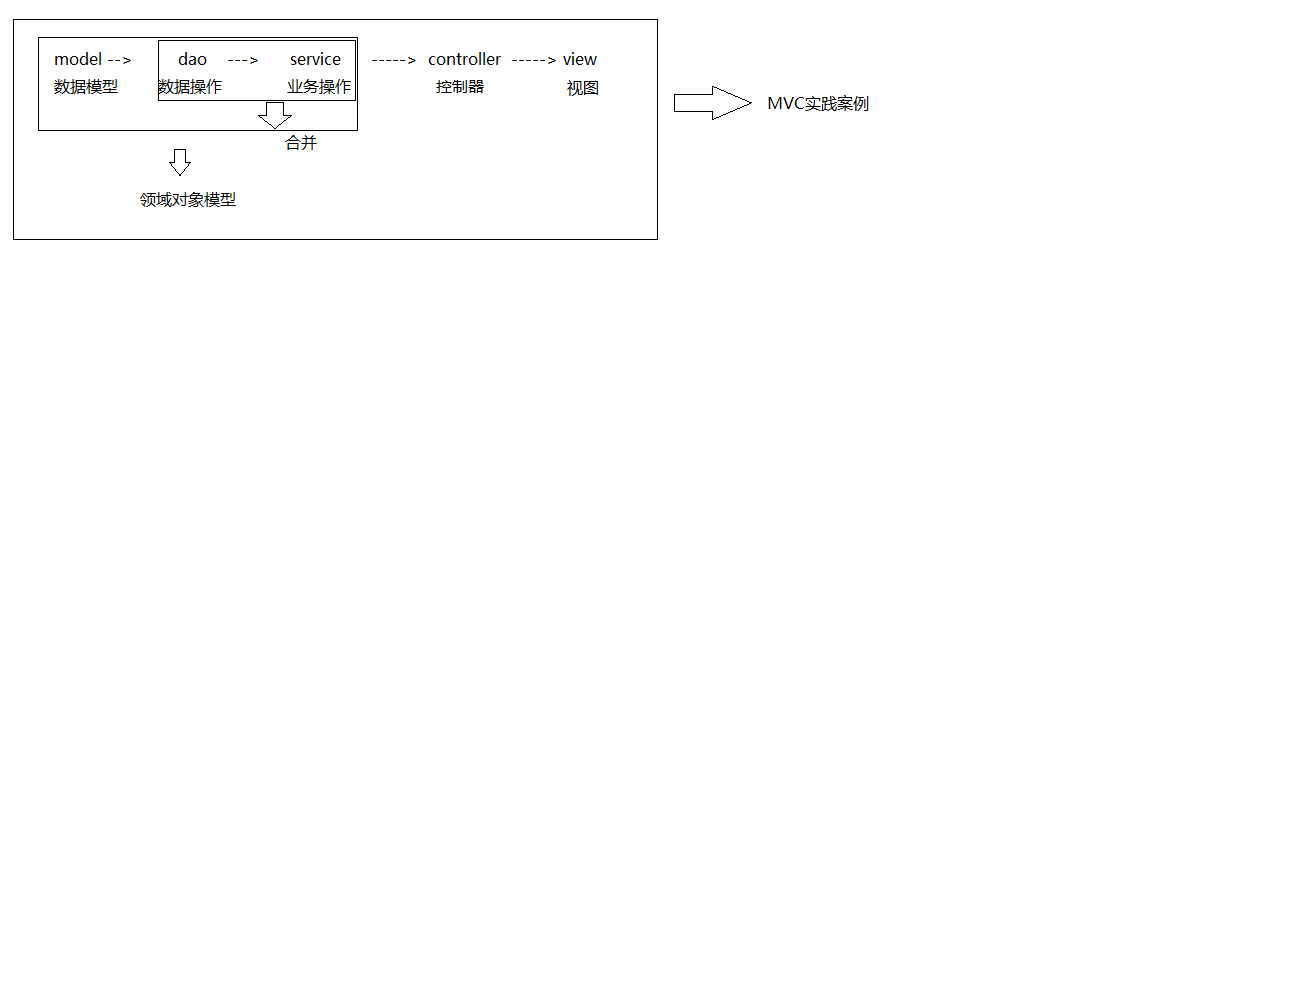 model --> dao ---> service -----> controller -----> view
数据模型 数据操作 业务操作 控制器 视图
MVC实践案例
合并
领域对象模型